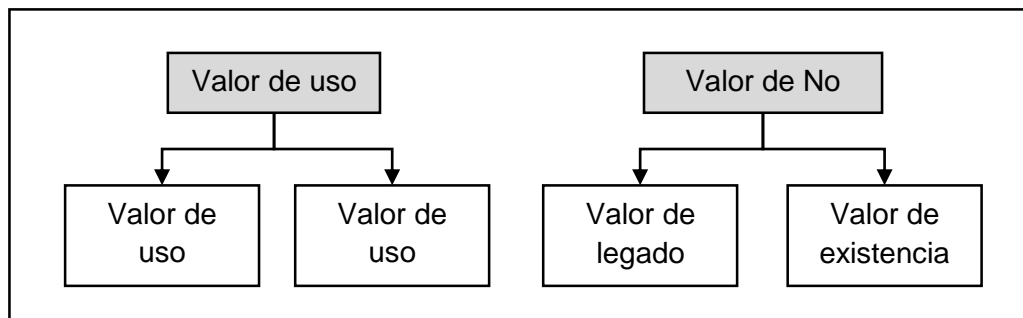 Valor de uso
Valor de No
Valor de
uso
Valor de
uso
Valor de
legado
Valor de
existencia